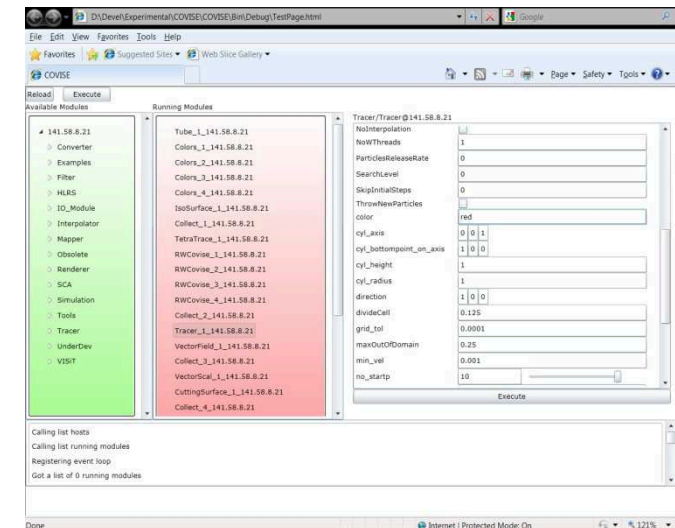 D:\Devel\Experimental\COVISE\COVISE\Bin\Debug\TestPage.html
Google
File Edit View Favorites Tools Help
Favorites Suggested Sites Web Slice Gallery
COVISE
Page Safety Tools
Reload Execute
Available Modules
141.58.8.21
Converter
Examples
Filter
HLRS
IO_Module
Interpolator
Mapper
Obsolete
Renderer
SCA
Simulation
Tools
Tracer
UnderDev
VISiT
Running Modules
Tube_1_141.58.8.21
Colors_1_141.58.8.21
Colors_2_141.58.8.21
Colors_3_141.58.8.21
Colors_4_141.58.8.21
IsoSurface_1_141.58.8.21
Collect_1_141.58.8.21
TetraTrace_1_141.58.8.21
RWCovise_1_141.58.8.21
RWCovise_2_141.58.8.21
RWCovise_3_141.58.8.21
RWCovise_4_141.58.8.21
Collect_2_141.58.8.21
Tracer_1_141.58.8.21
VectorField_1_141.58.8.21
Collect_3_141.58.8.21
VectorScal_1_141.58.8.21
CuttingSurface_1_141.58.8.21
Collect_4_141.58.8.21
Tracer/Tracer@141.58.8.21
NoInterpolation
NoWThreads 1
ParticlesReleaseRate 0
SearchLevel 0
SkipInitialSteps 0
ThrowNewParticles
color red
cyl_axis 0 0 1
cyl_bottompoint_on_axis 1 0 0
cyl_height 1
cyl_radius 1
direction 1 0 0
divideCell 0.125
grid_tol 0.0001
maxOutOfDomain 0.25
min_vel 0.001
no_startp 10
Execute
Calling list hosts
Calling list running modules
Registering event loop
Got a list of 0 running modules
Done
Internet | Protected Mode: On
121%